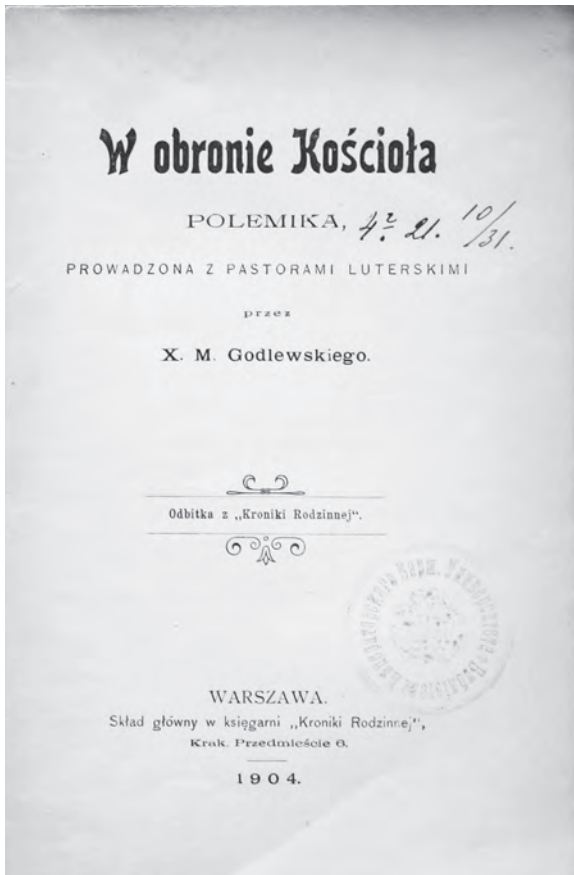 W obronie Kościoła
POLEMIKA,
4² 21. 10/31.
PROWADZONA Z PASTORAMI LUTERSKIMI
przez
X. M. Godlewskiego.
Odbitka z „Kroniki Rodzinnej“.
WARSZAWA.
Skład główny w księgarni „Kroniki Rodzinnej“,
Krak. Przedmieście 6.
1904.